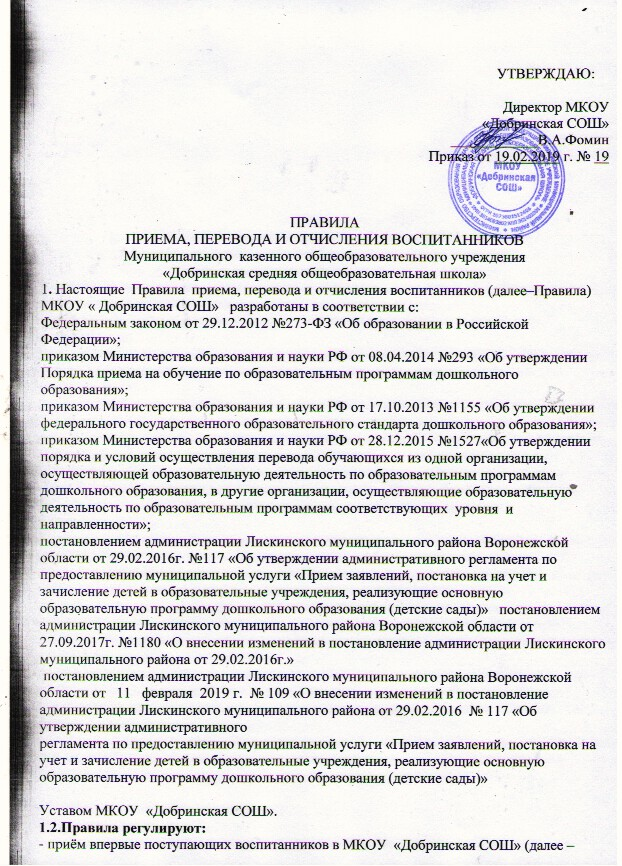 УТВЕРЖДАЮ:
Директор МКОУ
«Добринская СОШ»
В.А.Фомин
Приказ от 19.02.2019 г. № 19
МКОУ
«Добринская
СОШ»
ПРАВИЛА
ПРИЕМА, ПЕРЕВОДА И ОТЧИСЛЕНИЯ ВОСПИТАННИКОВ
Муниципального казенного общеобразовательного учреждения
«Добринская средняя общеобразовательная школа»
1. Настоящие Правила приема, перевода и отчисления воспитанников (далее–Правила)
МКОУ « Добринская СОШ» разработаны в соответствии с:
Федеральным законом от 29.12.2012 №273-ФЗ «Об образовании в Российской
Федерации»;
приказом Министерства образования и науки РФ от 08.04.2014 №293 «Об утверждении
Порядка приема на обучение по образовательным программам дошкольного
образования»;
приказом Министерства образования и науки РФ от 17.10.2013 №1155 «Об утверждении
федерального государственного образовательного стандарта дошкольного образования»;
приказом Министерства образования и науки РФ от 28.12.2015 №1527«Об утверждении
порядка и условий осуществления перевода обучающихся из одной организации,
осуществляющей образовательную деятельность по образовательным программам
дошкольного образования, в другие организации, осуществляющие образовательную
деятельность по образовательным программам соответствующих уровня и
направленности»;
постановлением администрации Лискинского муниципального района Воронежской
области от 29.02.2016г. №117 «Об утверждении административного регламента по
предоставлению муниципальной услуги «Прием заявлений, постановка на учет и
зачисление детей в образовательные учреждения, реализующие основную
образовательную программу дошкольного образования (детские сады)» постановлением
администрации Лискинского муниципального района Воронежской области от
27.09.2017г. №1180 «О внесении изменений в постановление администрации Лискинского
муниципального района от 29.02.2016г.»
постановлением администрации Лискинского муниципального района Воронежской
области от 11 февраля 2019 г. № 109 «О внесении изменений в постановление
администрации Лискинского муниципального района от 29.02.2016 № 117 «Об
утверждении административного
регламента по предоставлению муниципальной услуги «Прием заявлений, постановка на
учет и зачисление детей в образовательные учреждения, реализующие основную
образовательную программу дошкольного образования (детские сады)»
Уставом МКОУ «Добринская СОШ».
1.2.Правила регулируют:
- приём впервые поступающих воспитанников в МКОУ «Добринская СОШ» (далее –